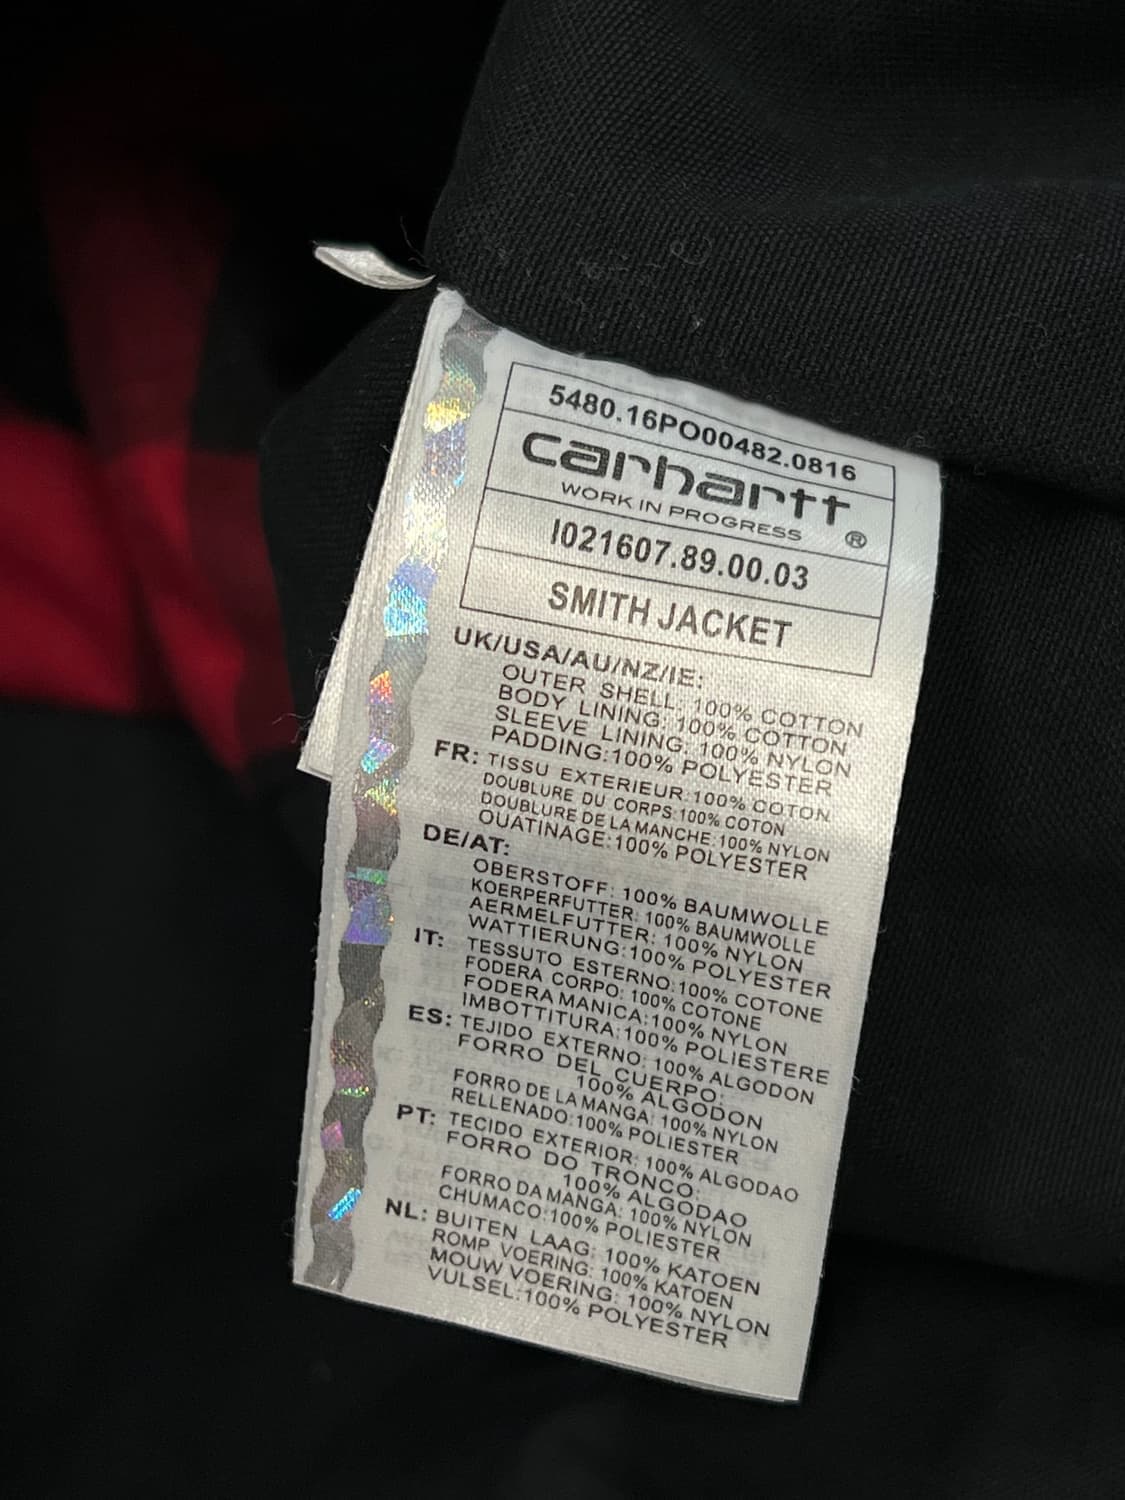 5480.16PO00482.0816
carhartt
WORK IN PROGRESS ®
I021607.89.00.03
SMITH JACKET
UK/USA/AU/NZ/IE:
OUTER SHELL: 100% COTTON
BODY LINING: 100% COTTON
SLEEVE LINING: 100% NYLON
PADDING:100% POLYESTER
FR: TISSU EXTERIEUR:100% COTON
DOUBLURE DU CORPS:100% COTON
DOUBLURE DE LA MANCHE:100% NYLON
OUATINAGE:100% POLYESTER
DE/AT:
OBERSTOFF: 100% BAUMWOLLE
KOERPERFUTTER: 100% BAUMWOLLE
AERMELFUTTER: 100% NYLON
WATTIERUNG:100% POLYESTER
IT: TESSUTO ESTERNO:100% COTONE
FODERA CORPO: 100% COTONE
FODERA MANICA:100% NYLON
IMBOTTITURA:100% POLIESTERE
ES: TEJIDO EXTERNO: 100% ALGODON
FORRO DEL CUERPO:
100% ALGODON
FORRO DE LA MANGA: 100% NYLON
RELLENADO:100% POLIESTER
PT: TECIDO EXTERIOR: 100% ALGODAO
FORRO DO TRONCO:
100% ALGODAO
FORRO DA MANGA: 100% NYLON
CHUMACO:100% POLIESTER
NL: BUITEN LAAG: 100% KATOEN
ROMP VOERING: 100% KATOEN
MOUW VOERING: 100% NYLON
VULSEL:100% POLYESTER